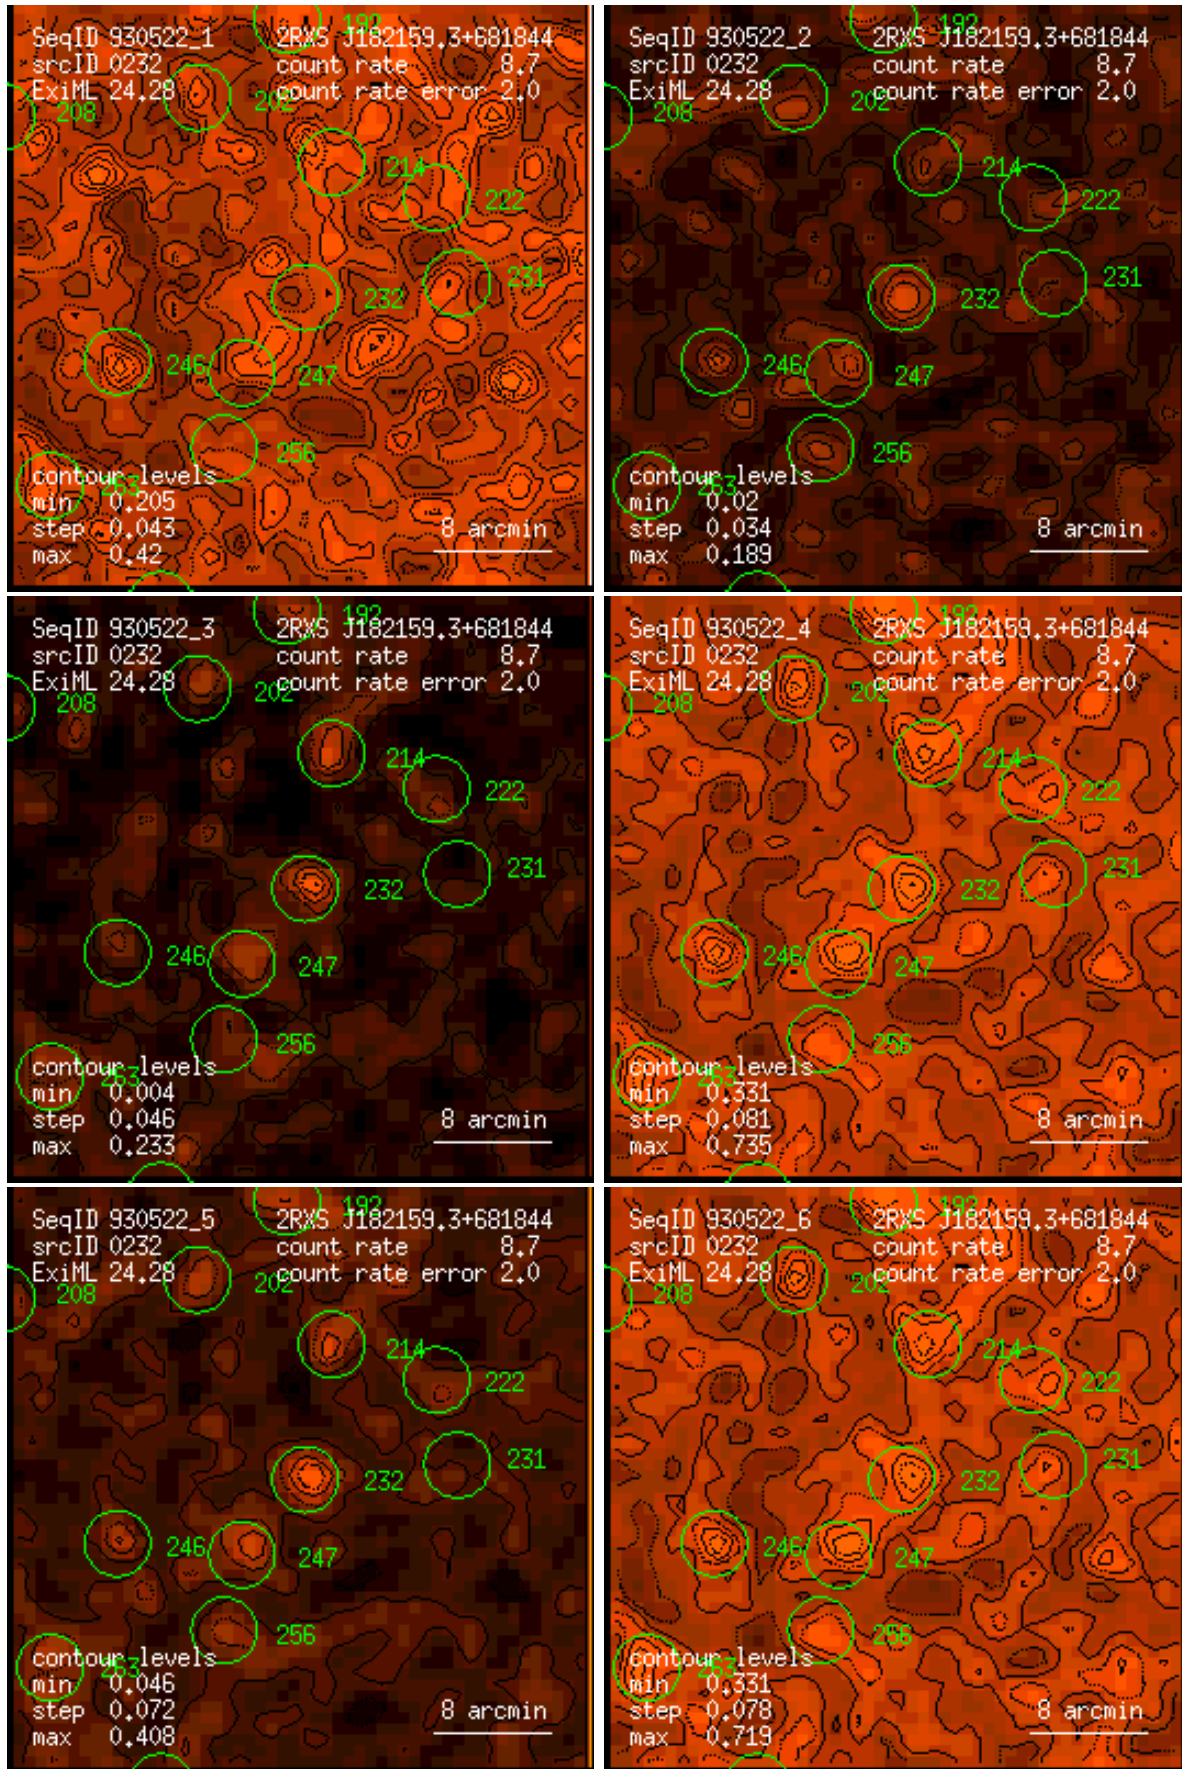 192
SeqID 930522_1 2RXS J182159.3+681844
srcID 0232 count rate 8.7
ExiML 24.28 count rate error 2.0
202
208
214
222
231
232
246
247
256
263
contour levels
min 0.205
step 0.043
max 0.42
8 arcmin
192
SeqID 930522_2 2RXS J182159.3+681844
srcID 0232 count rate 8.7
ExiML 24.28 count rate error 2.0
202
208
214
222
231
232
246
247
256
263
contour levels
min 0.02
step 0.034
max 0.189
8 arcmin
192
SeqID 930522_3 2RXS J182159.3+681844
srcID 0232 count rate 8.7
ExiML 24.28 count rate error 2.0
202
208
214
222
231
232
246
247
256
263
contour levels
min 0.004
step 0.046
max 0.233
8 arcmin
192
SeqID 930522_4 2RXS J182159.3+681844
srcID 0232 count rate 8.7
ExiML 24.28 count rate error 2.0
202
208
214
222
231
232
246
247
256
263
contour levels
min 0.331
step 0.081
max 0.735
8 arcmin
192
SeqID 930522_5 2RXS J182159.3+681844
srcID 0232 count rate 8.7
ExiML 24.28 count rate error 2.0
202
208
214
222
231
232
246
247
256
263
contour levels
min 0.046
step 0.072
max 0.408
8 arcmin
192
SeqID 930522_6 2RXS J182159.3+681844
srcID 0232 count rate 8.7
ExiML 24.28 count rate error 2.0
202
208
214
222
231
232
246
247
256
263
contour levels
min 0.331
step 0.078
max 0.719
8 arcmin